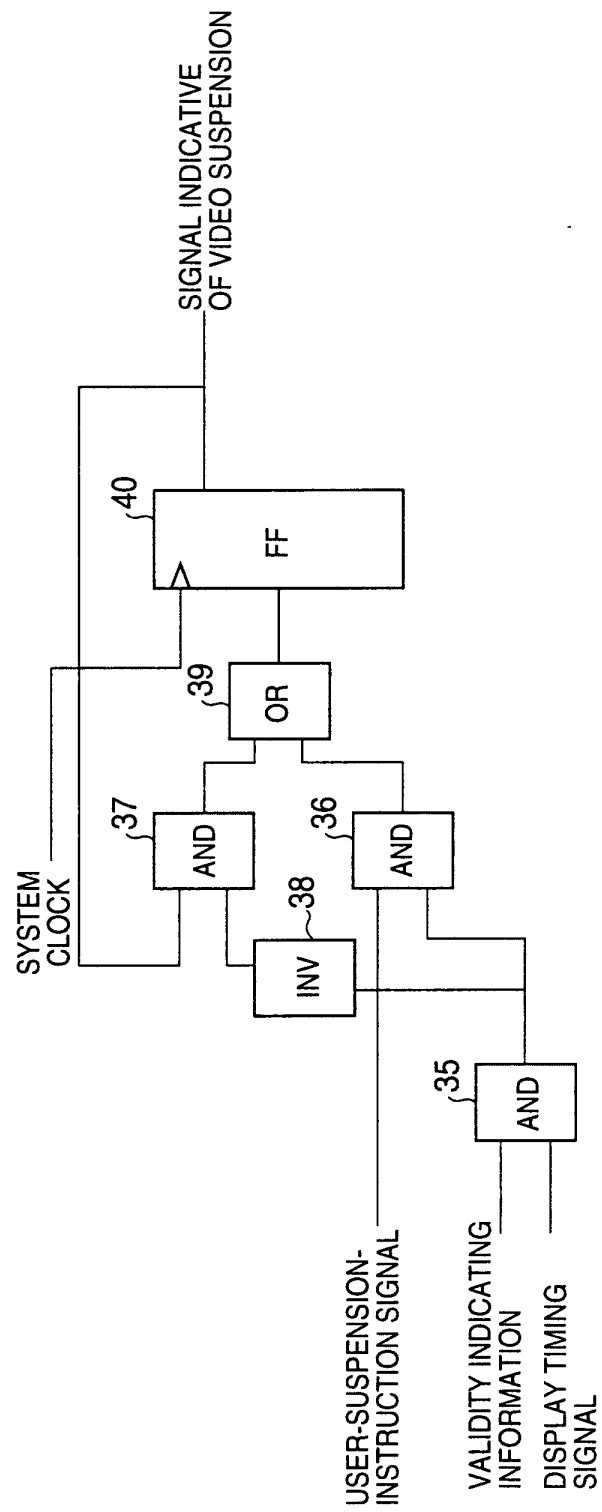 SYSTEM
CLOCK
SIGNAL INDICATIVE
OF VIDEO SUSPENSION
40
FF
39
OR
37
AND
36
AND
38
INV
35
AND
USER-SUSPENSION-
INSTRUCTION SIGNAL
VALIDITY INDICATING
INFORMATION
DISPLAY TIMING
SIGNAL